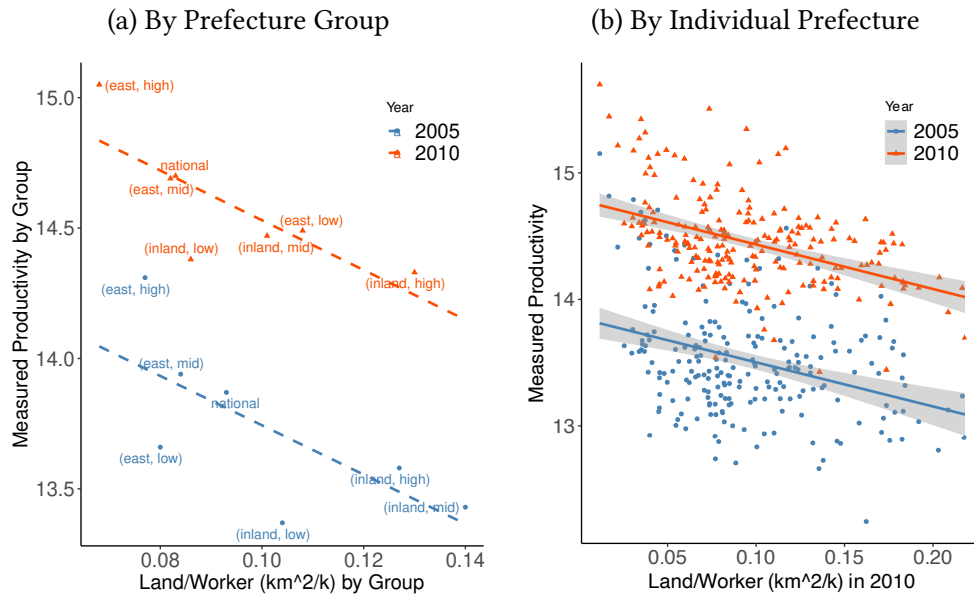 (a) By Prefecture Group
Measured Productivity by Group
15.0
14.5
14.0
13.5
(east, high)
national
(east, mid)
(east, low)
(inland, low)
(inland, mid)
(inland, high)
(east, high)
(east, mid)
national
(east, low)
(inland, high)
(inland, mid)
(inland, low)
Year
a 2005
a 2010
0.08
0.10
0.12
0.14
Land/Worker (km^2/k) by Group
(b) By Individual Prefecture
Measured Productivity
15
14
13
Year
2005
2010
0.05
0.10
0.15
0.20
Land/Worker (km^2/k) in 2010